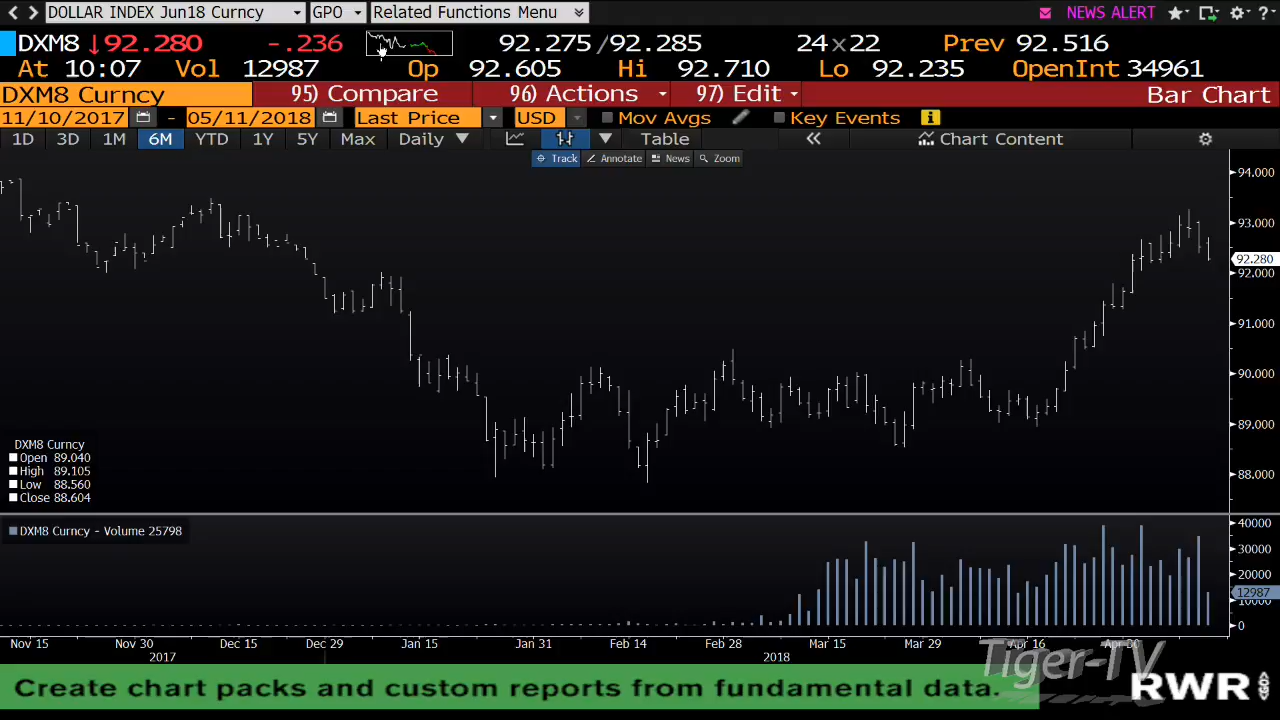 DOLLAR INDEX Jun18 Curncy GPO Related Functions Menu NEWS ALERT ?
DXM8 ↓92.280 -.236 92.275/92.285 24×22 Prev 92.516
At 10:07 Vol 12987 Op 92.605 Hi 92.710 Lo 92.235 OpenInt 34961
DXM8 Curncy 95) Compare 96) Actions 97) Edit Bar Chart
11/10/2017 - 05/11/2018 Last Price USD Mov Avgs Key Events
1D 3D 1M 6M YTD 1Y 5Y Max Daily Table « Chart Content
Track Annotate News Zoom
94.000
93.000
92.280
92.000
91.000
90.000
89.000
88.000
DXM8 Curncy
Open 89.040
High 89.105
Low 88.560
Close 88.604
DXM8 Curncy - Volume 25798
40000
30000
20000
12987
10000
0
Nov 15 Nov 30 Dec 15 Dec 29 Jan 15 Jan 31 Feb 14 Feb 28 Mar 15 Mar 29 Apr 16 Apr 30
2017 2018
Tiger-TV
Create chart packs and custom reports from fundamental data.
RWR